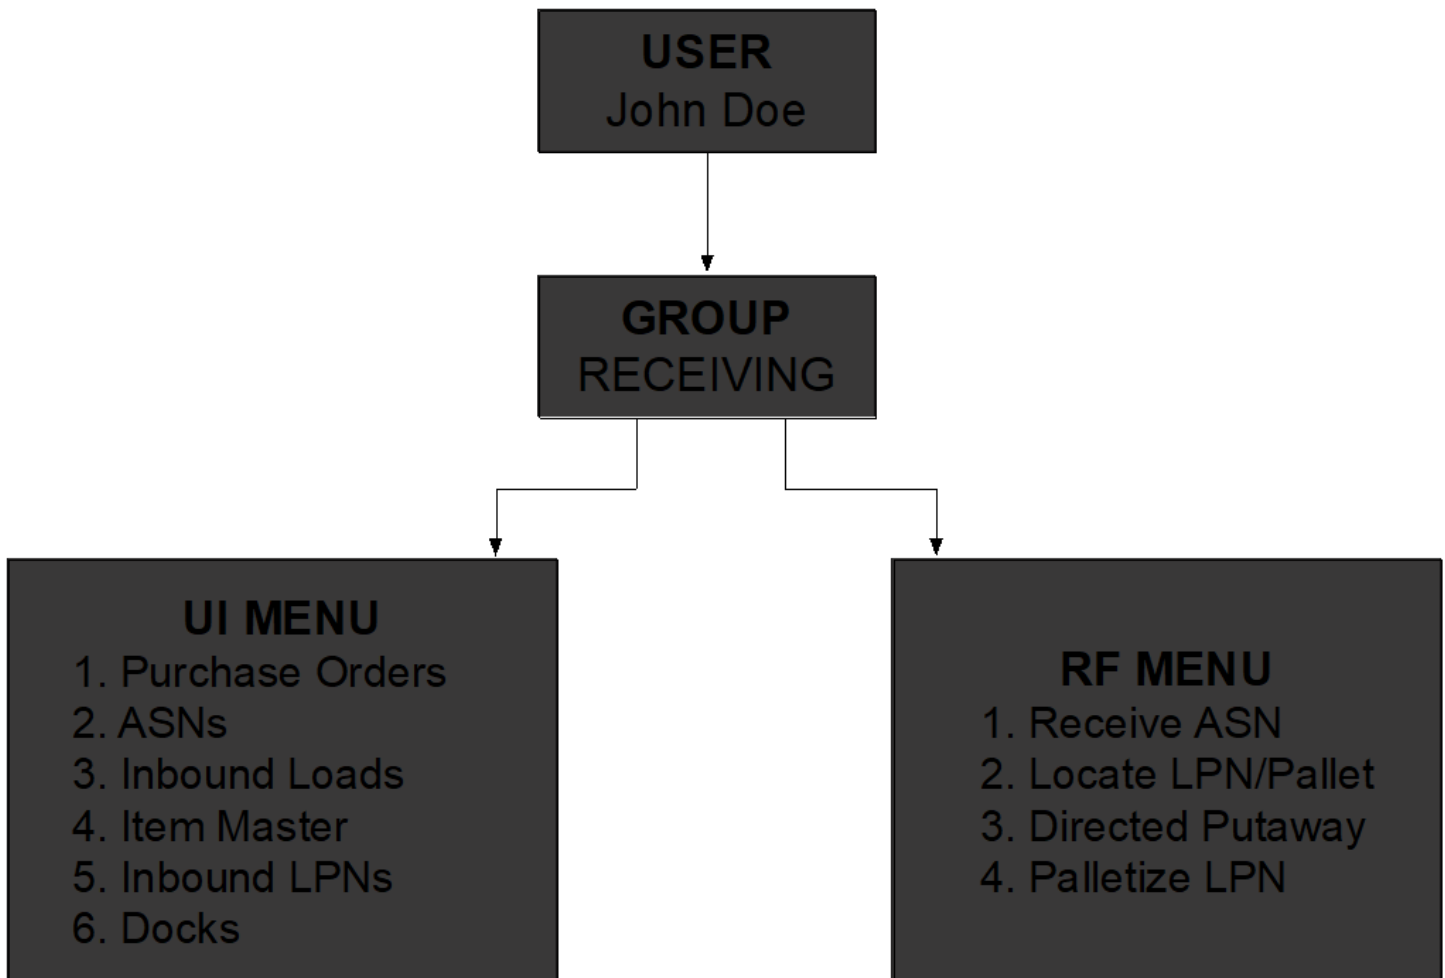 USER
John Doe
GROUP
RECEIVING
UI MENU
1. Purchase Orders
2. ASNs
3. Inbound Loads
4. Item Master
5. Inbound LPNs
6. Docks
RF MENU
1. Receive ASN
2. Locate LPN/Pallet
3. Directed Putaway
4. Palletize LPN